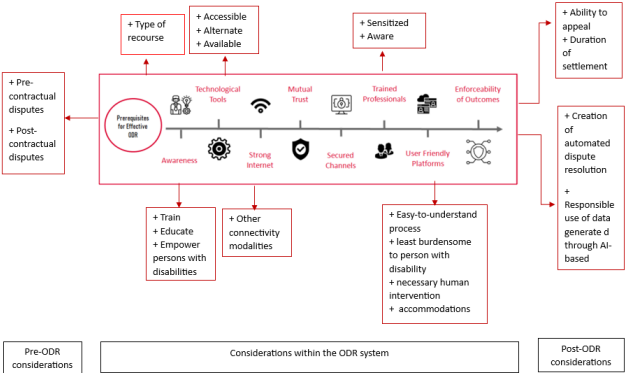 + Type of
recourse
+ Accessible
+ Alternate
+ Available
+ Sensitized
+ Aware
+ Ability to
appeal
+ Duration
of
settlement
+ Pre-
contractual
disputes
+ Post-
contractual
disputes
Prerequisites
for Effective
ODR
Technological
Tools
Mutual
Trust
Trained
Professionals
Enforceability
of Outcomes
Awareness
Strong
Internet
Secured
Channels
User Friendly
Platforms
+ Creation
of
automated
dispute
resolution
+
Responsible
use of data
generate d
through AI-
based
+ Train
+ Educate
+ Empower
persons with
disabilities
+ Other
connectivity
modalities
+ Easy-to-understand
process
+ least burdensome
to person with
disability
+ necessary human
intervention
+ accommodations
Pre-ODR
considerations
Considerations within the ODR system
Post-ODR
considerations